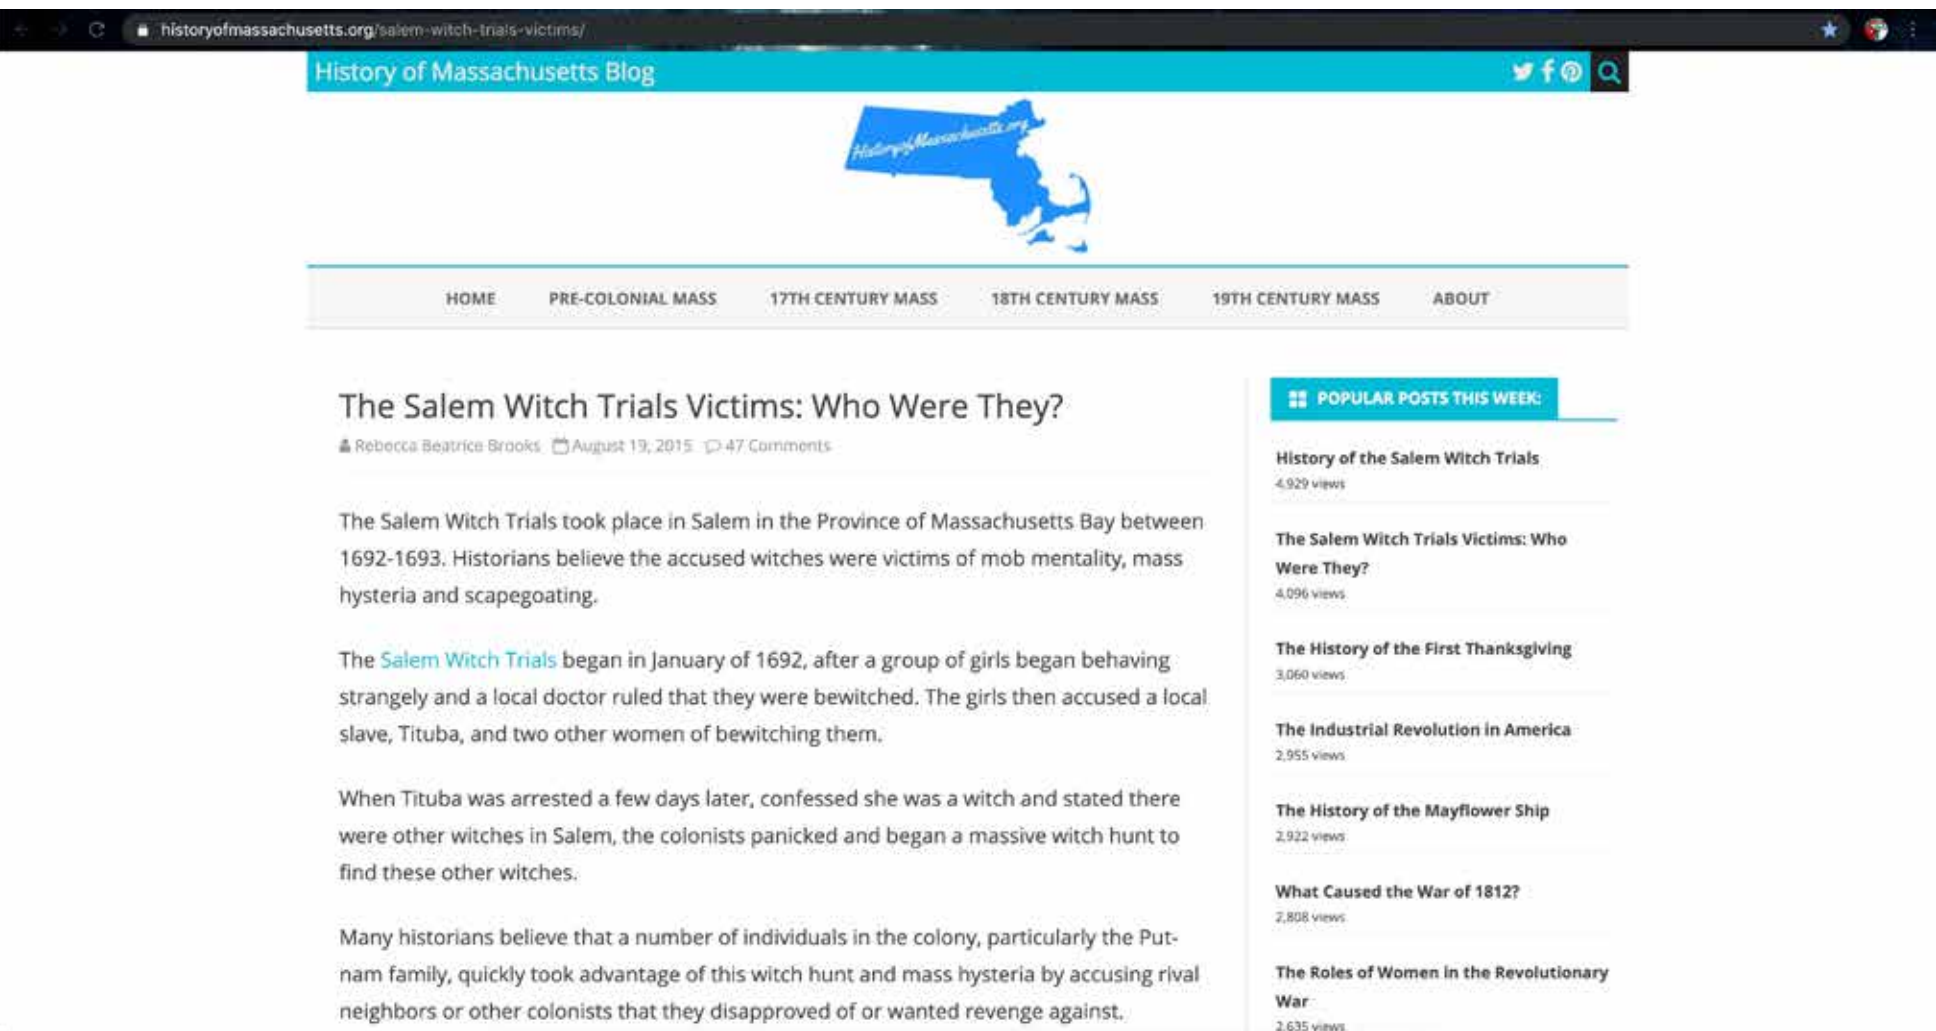 historyofmassachusetts.org/salem-witch-trials-victims/
History of Massachusetts Blog
HistoryofMassachusetts.org
HOME PRE-COLONIAL MASS 17TH CENTURY MASS 18TH CENTURY MASS 19TH CENTURY MASS ABOUT
The Salem Witch Trials Victims: Who Were They?
Rebecca Beatrice Brooks August 19, 2015 47 Comments
The Salem Witch Trials took place in Salem in the Province of Massachusetts Bay between
1692-1693. Historians believe the accused witches were victims of mob mentality, mass
hysteria and scapegoating.
The Salem Witch Trials began in January of 1692, after a group of girls began behaving
strangely and a local doctor ruled that they were bewitched. The girls then accused a local
slave, Tituba, and two other women of bewitching them.
When Tituba was arrested a few days later, confessed she was a witch and stated there
were other witches in Salem, the colonists panicked and began a massive witch hunt to
find these other witches.
Many historians believe that a number of individuals in the colony, particularly the Put-
nam family, quickly took advantage of this witch hunt and mass hysteria by accusing rival
neighbors or other colonists that they disapproved of or wanted revenge against.
POPULAR POSTS THIS WEEK:
History of the Salem Witch Trials
4,929 views
The Salem Witch Trials Victims: Who
Were They?
4,096 views
The History of the First Thanksgiving
3,060 views
The Industrial Revolution in America
2,955 views
The History of the Mayflower Ship
2,922 views
What Caused the War of 1812?
2,808 views
The Roles of Women in the Revolutionary
War
2,635 views